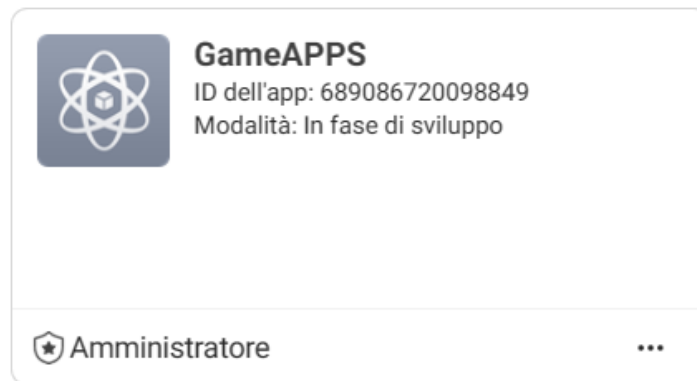 GameAPPS
ID dell'app: 689086720098849
Modalità: In fase di sviluppo
Amministratore